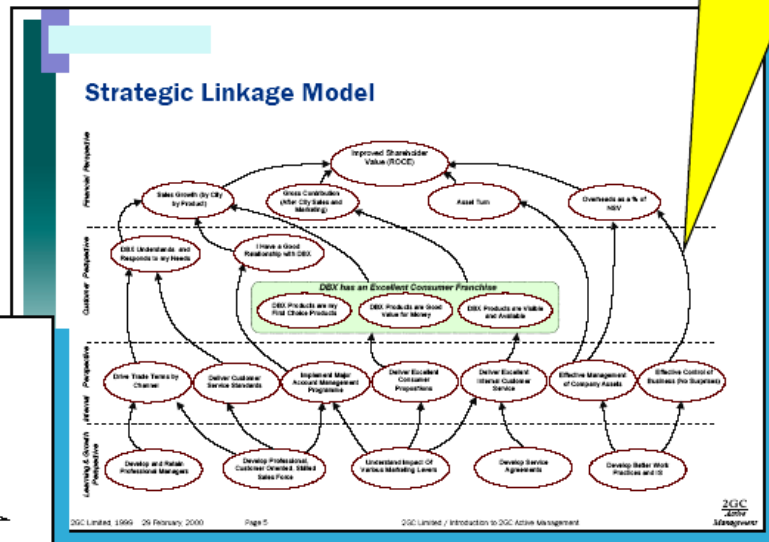 Strategic Linkage Model
Financial Perspective
Improved Shareholder
Value (ROCE)
Sales Growth (by City
by Product)
Gross Contribution
(After City Sales and
Marketing)
Asset Turn
Overheads as a % of
NSV
Customer Perspective
DBX Understands and
Responds to my Needs
I Have a Good
Relationship with DBX
DBX has an Excellent Consumer Franchise
DBX Products are my
First Choice Products
DBX Products are Good
Value for Money
DBX Products are Visible
and Available
Internal Perspective
Drive Trade Terms by
Channel
Deliver Customer
Service Standards
Implement Major
Account Management
Programme
Deliver Excellent
Consumer
Propositions
Deliver Excellent
Internal Customer
Service
Effective Management
of Company Assets
Effective Control of
Business (No Surprises)
Learning & Growth
Perspective
Develop and Retain
Professional Managers
Develop Professional,
Customer Oriented, Skilled
Sales Force
Understand Impact Of
Various Marketing Levers
Develop Service
Agreements
Develop Better Work
Practices and IS
2GC Limited, 1999 29 February, 2000 Page 5 2GC Limited / Introduction to 2GC Active Management
2GC
Active
Management